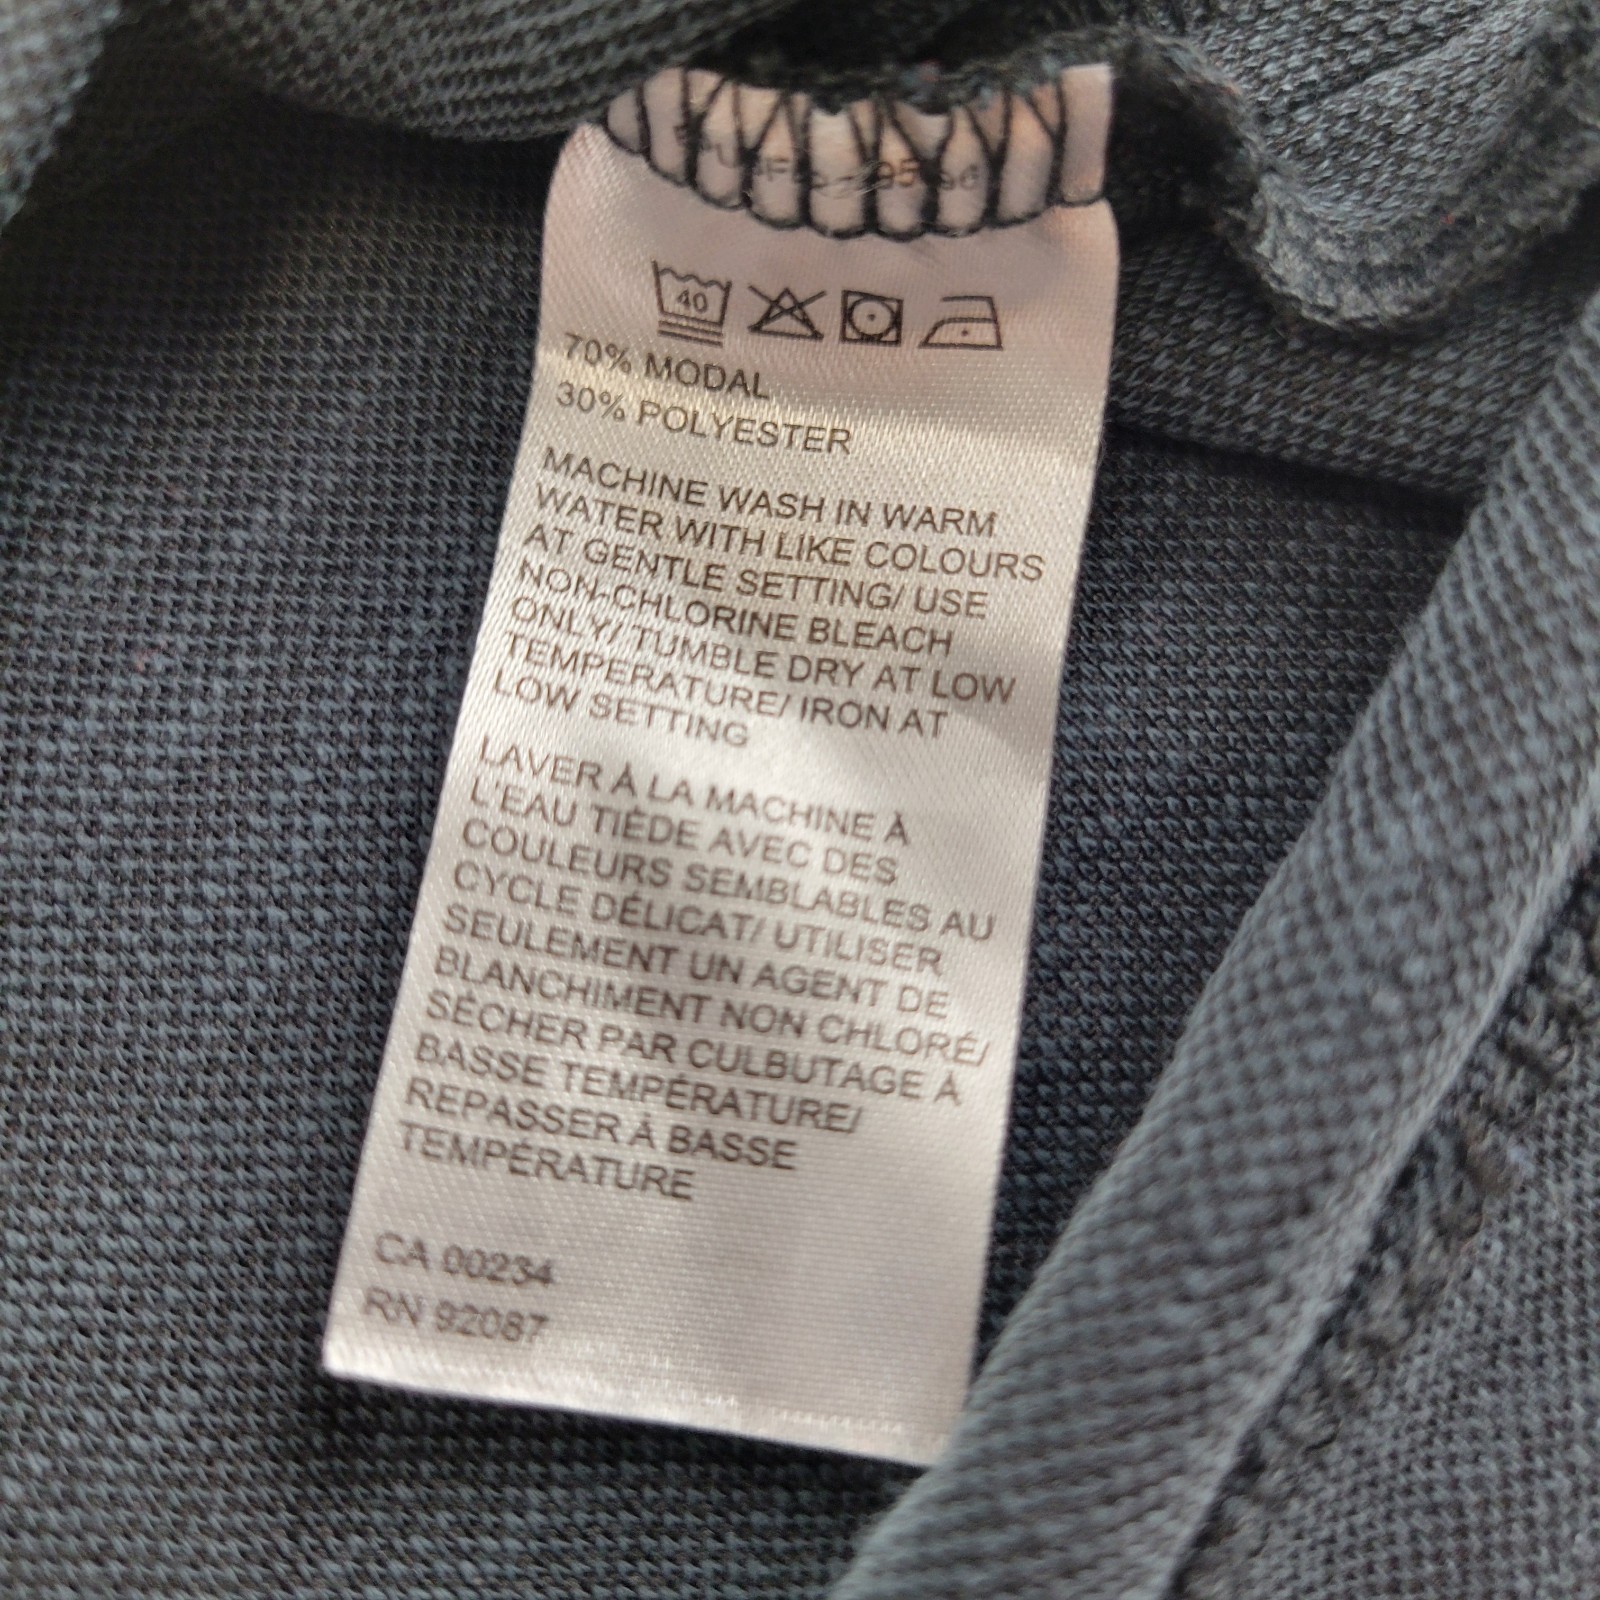 40
70% MODAL
30% POLYESTER
MACHINE WASH IN WARM
WATER WITH LIKE COLOURS
AT GENTLE SETTING/ USE
NON-CHLORINE BLEACH
ONLY/ TUMBLE DRY AT LOW
TEMPERATURE/ IRON AT
LOW SETTING
LAVER À LA MACHINE À
L'EAU TIÈDE AVEC DES
COULEURS SEMBLABLES AU
CYCLE DÉLICAT/ UTILISER
SEULEMENT UN AGENT DE
BLANCHIMENT NON CHLORÉ/
SÉCHER PAR CULBUTAGE À
BASSE TEMPÉRATURE/
REPASSER À BASSE
TEMPÉRATURE
CA 00234
RN 92087